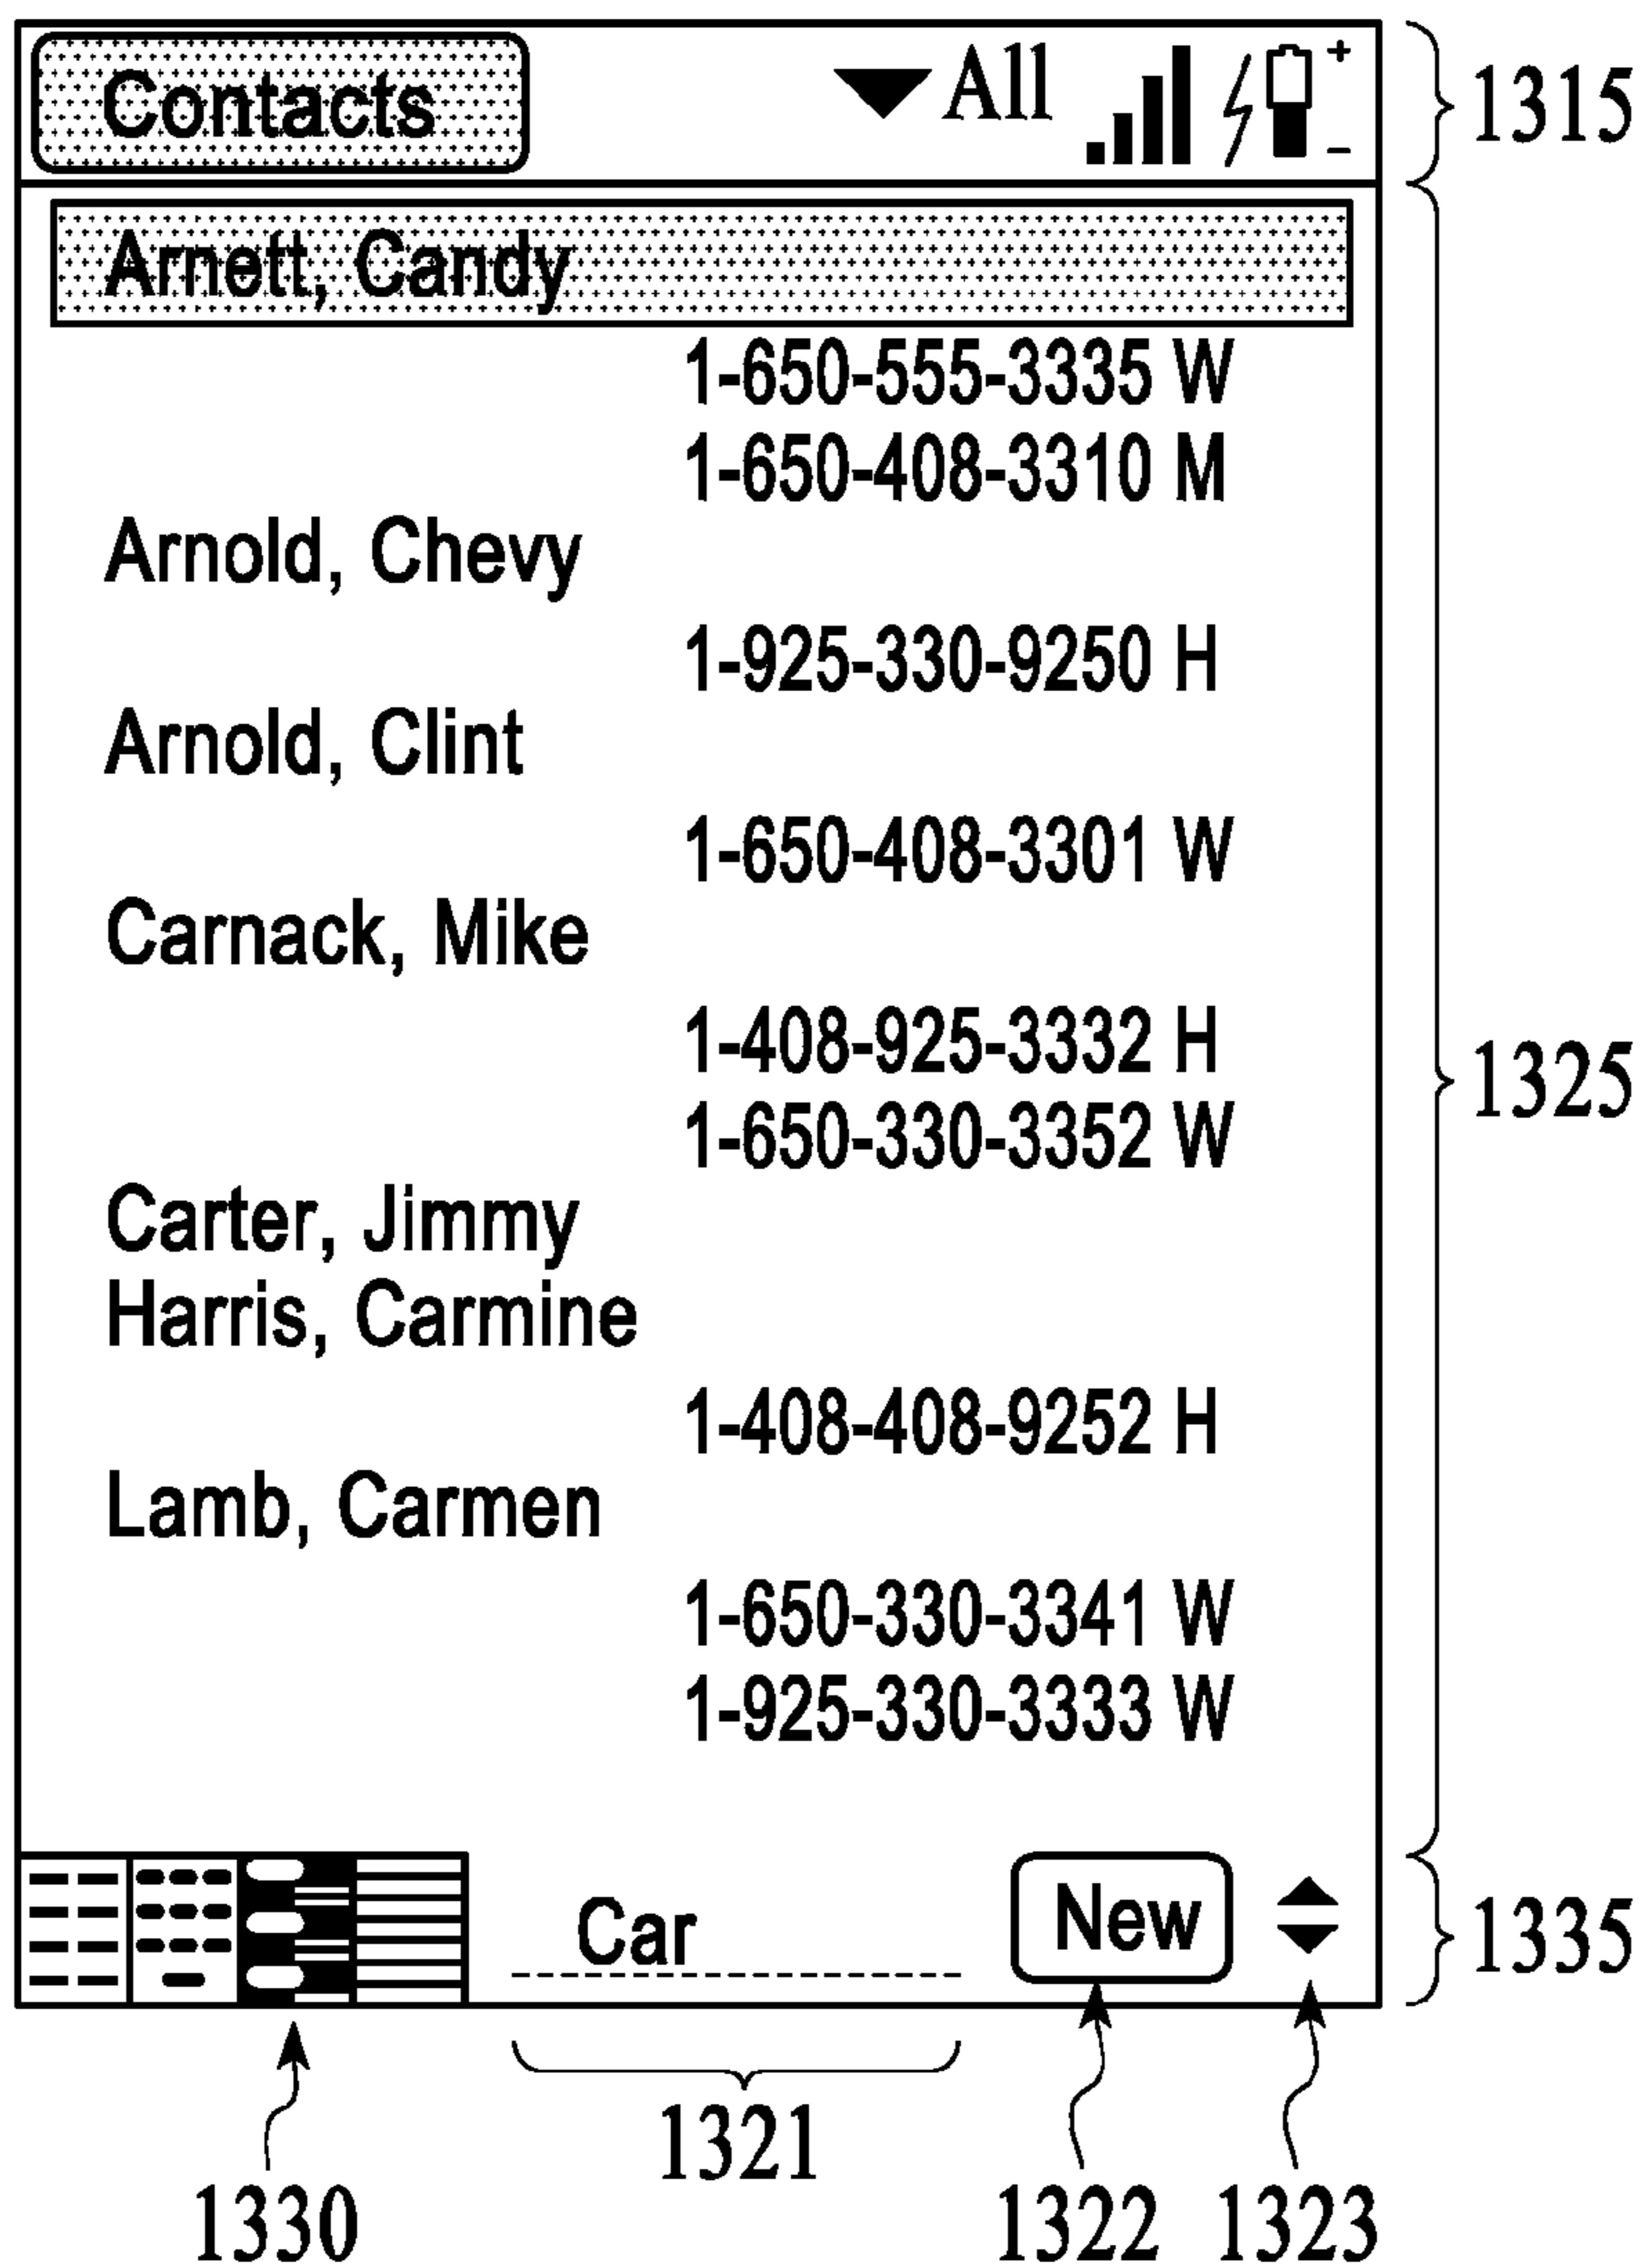 Contacts All + - 1315
Arnett, Candy
1-650-555-3335 W
1-650-408-3310 M
Arnold, Chevy
1-925-330-9250 H
Arnold, Clint
1-650-408-3301 W
Carnack, Mike
1-408-925-3332 H
1325
1-650-330-3352 W
Carter, Jimmy
Harris, Carmine
1-408-408-9252 H
Lamb, Carmen
1-650-330-3341 W
1-925-330-3333 W
Car New 1335
1321
1330 1322 1323